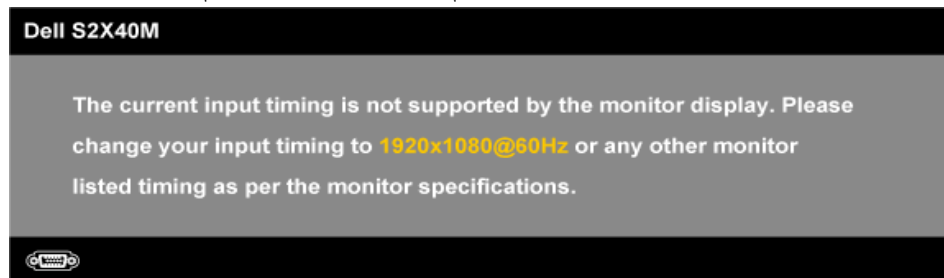 Dell S2X40M
The current input timing is not supported by the monitor display. Please
change your input timing to 1920x1080@60Hz or any other monitor
listed timing as per the monitor specifications.